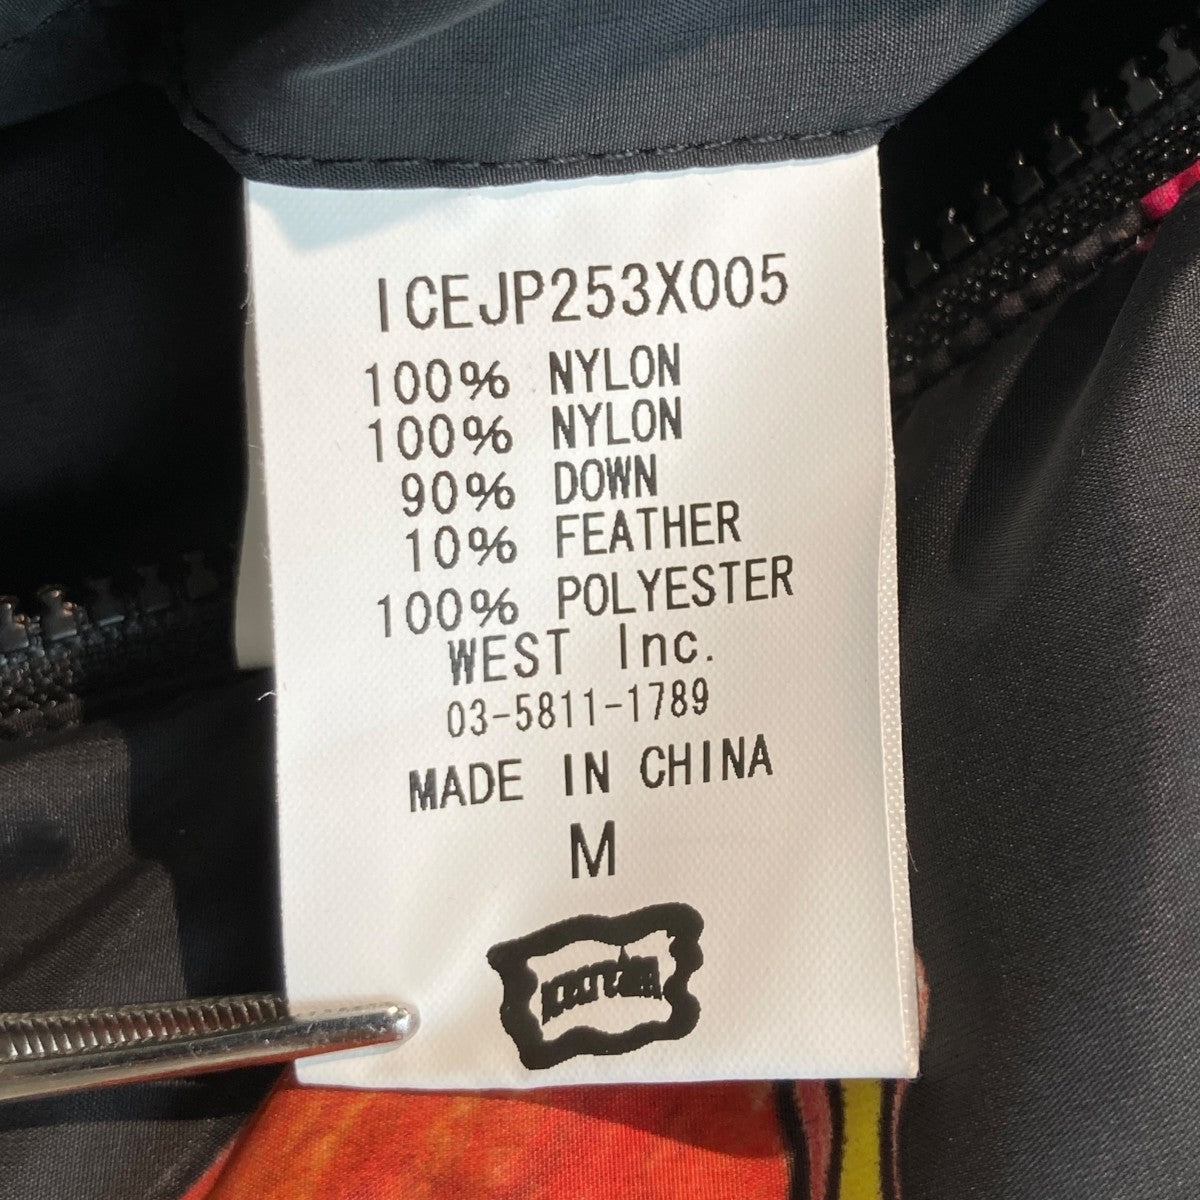 ICEJP253X005
100% NYLON
100% NYLON
90% DOWN
10% FEATHER
100% POLYESTER
WEST Inc.
03-5811-1789
MADE IN CHINA
M
ICECREAM